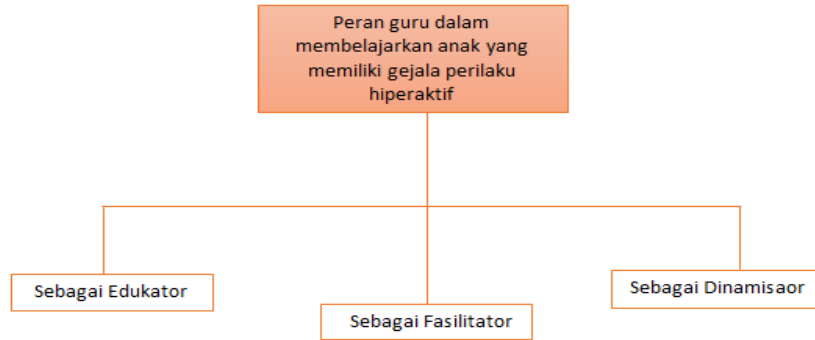 Peran guru dalam
membelajarkan anak yang
memiliki gejala perilaku
hiperaktif
Sebagai Edukator
Sebagai Fasilitator
Sebagai Dinamisaor